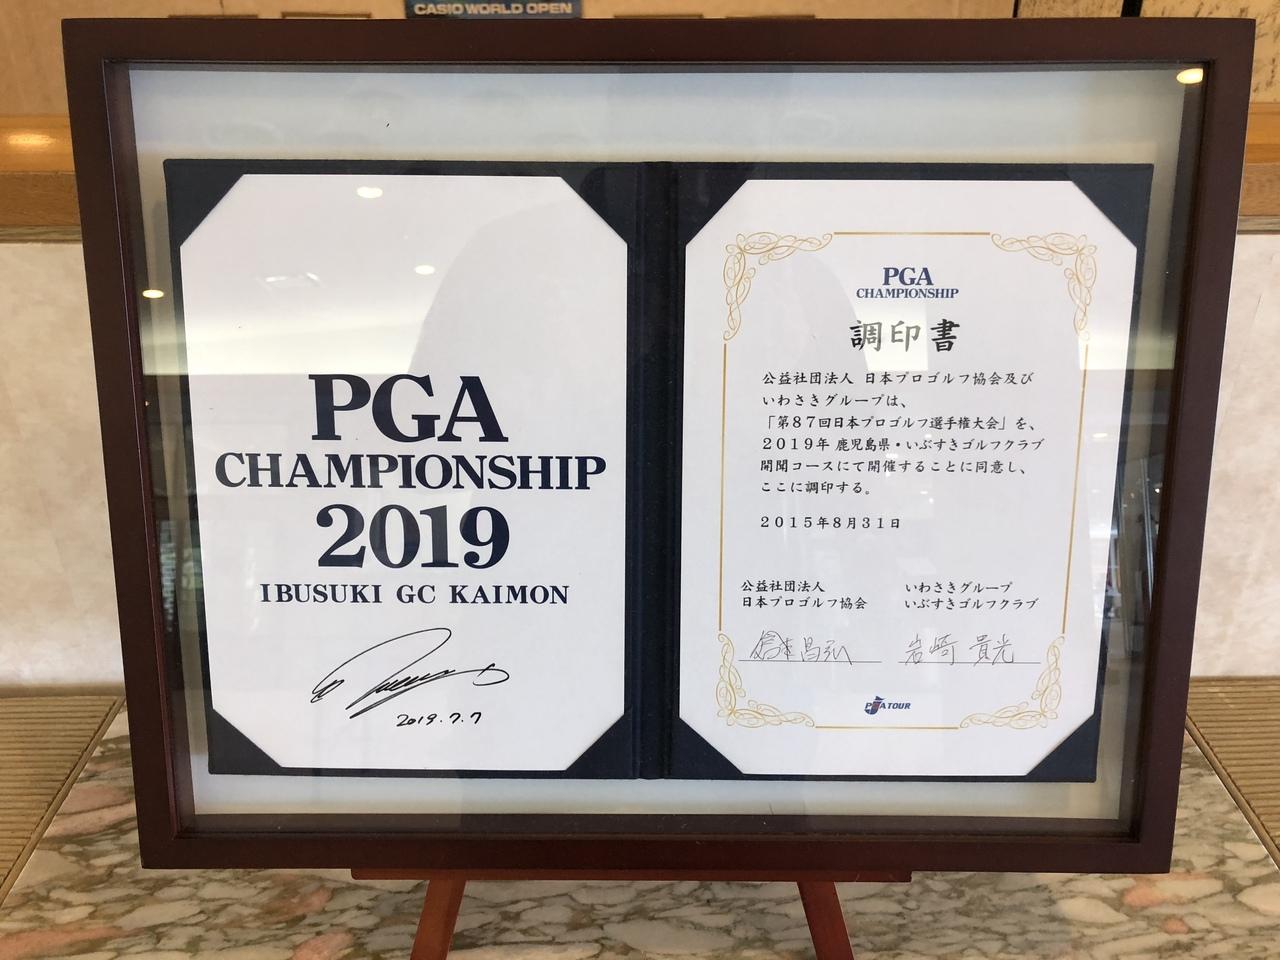 CASIO WORLD OPEN
PGA
CHAMPIONSHIP
2019
IBUSUKI GC KAIMON
2019.7.7
PGA
CHAMPIONSHIP
調印書
公益社団法人 日本プロゴルフ協会及び
いわさきグループは、
「第87回日本プロゴルフ選手権大会」を、
2019年 鹿児島県・いぶすきゴルフクラブ
開聞コースにて開催することに同意し、
ここに調印する。
2015年8月31日
公益社団法人
日本プロゴルフ協会
いわさきグループ
いぶすきゴルフクラブ
倉本昌弘
岩崎 貴光
PGA TOUR